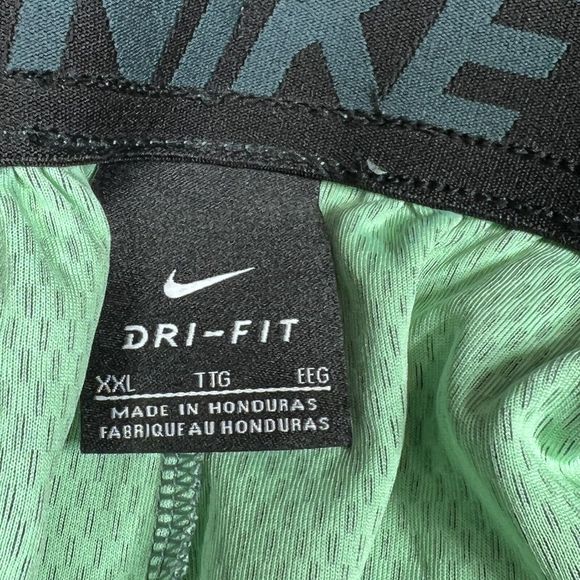 NIKE
DRI-FIT
XXL TTG EEG
MADE IN HONDURAS
FABRIQUE AU HONDURAS